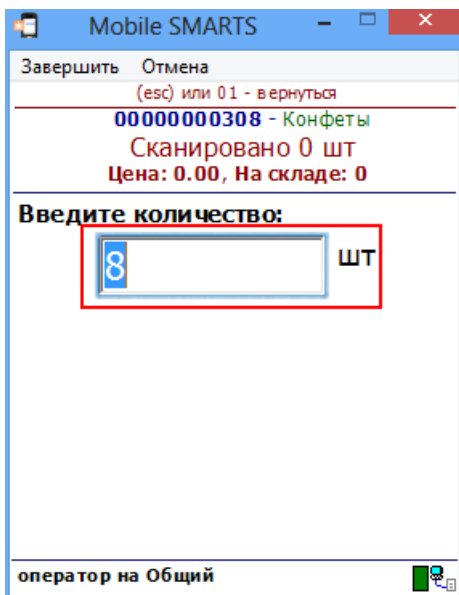 Mobile SMARTS
Завершить Отмена
(esc) или 01 - вернуться
00000000308 - Конфеты
Сканировано 0 шт
Цена: 0.00, На складе: 0
Введите количество:
8 шт
оператор на Общий